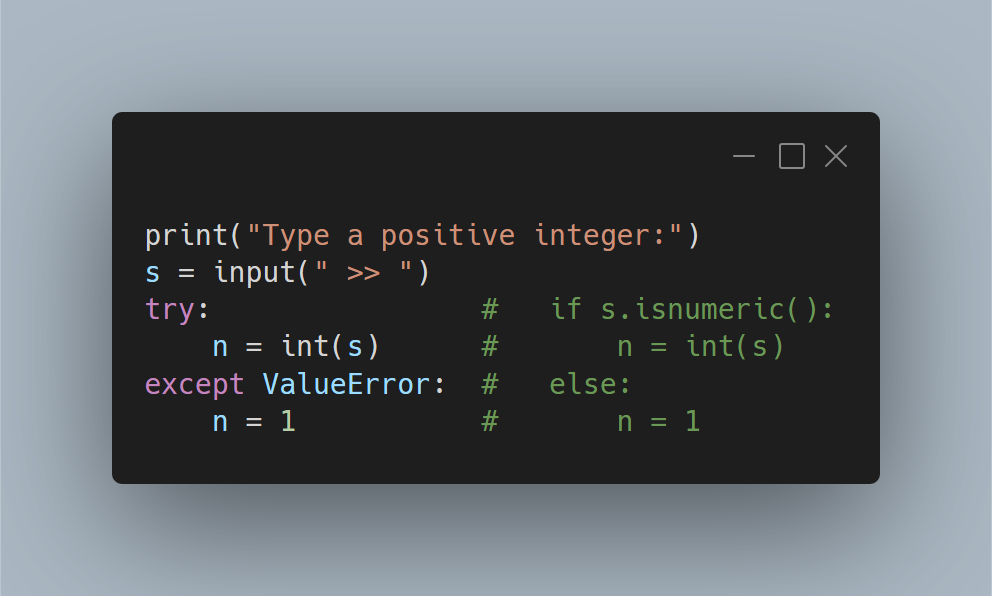 print("Type a positive integer:")
s = input(" >> ")
try:                #   if s.isnumeric():
    n = int(s)      #       n = int(s)
except ValueError:  #   else:
    n = 1           #       n = 1